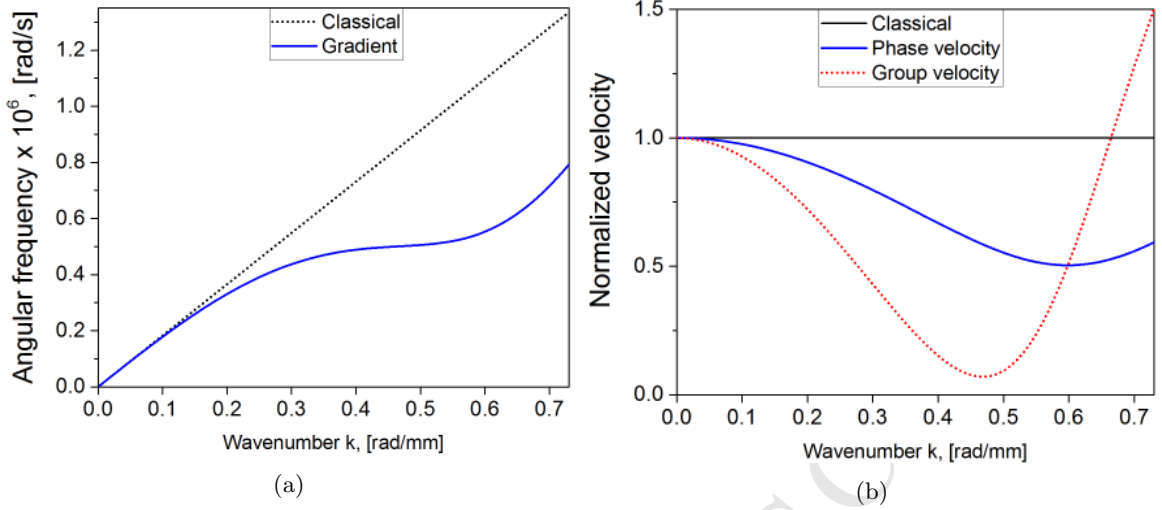 Classical
Gradient
Angular frequency x 10⁶, [rad/s]
1.2
1.0
0.8
0.6
0.4
0.2
0.0
0.0 0.1 0.2 0.3 0.4 0.5 0.6 0.7
Wavenumber k, [rad/mm]
(a)
Classical
Phase velocity
Group velocity
Normalized velocity
1.5
1.0
0.5
0.0
0.0 0.1 0.2 0.3 0.4 0.5 0.6 0.7
Wavenumber k, [rad/mm]
(b)